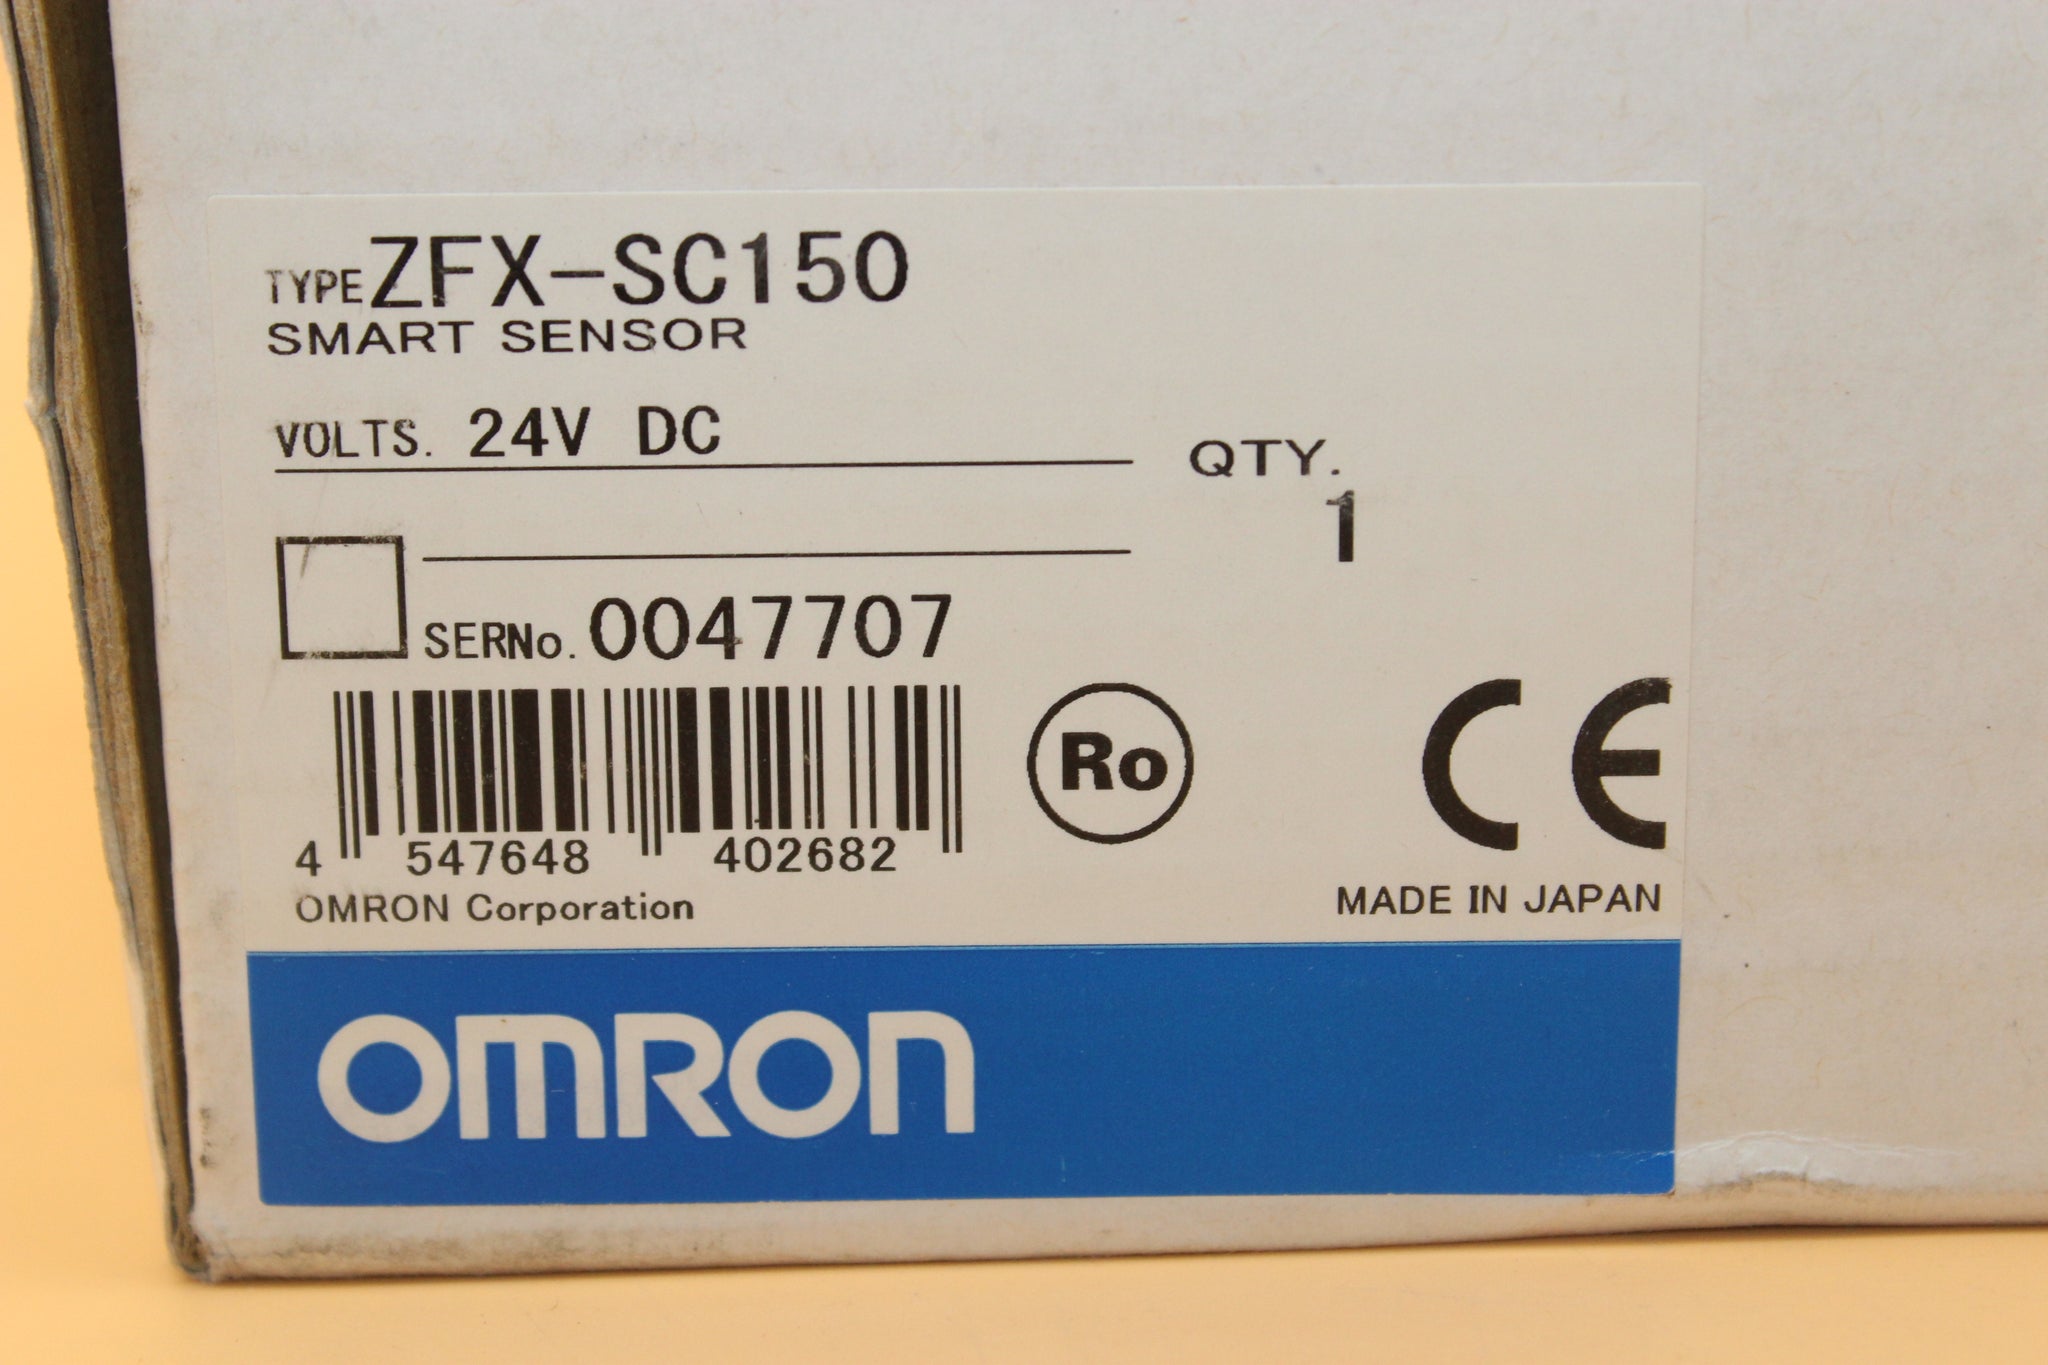 TYPE ZFX-SC150
SMART SENSOR
VOLTS. 24V DC
QTY.
1
SERNo. 0047707
Ro
CE
4 547648 402682
OMRON Corporation
MADE IN JAPAN
OMRON